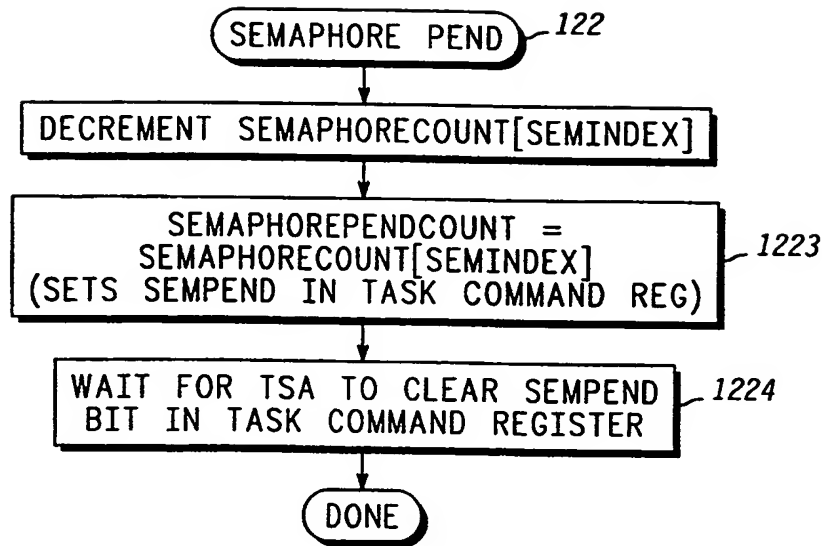 SEMAPHORE PEND
122
DECREMENT SEMAPHORECOUNT[SEMINDEX]
SEMAPHOREPENDCOUNT =
SEMAPHORECOUNT[SEMINDEX]
(SETS SEMPEND IN TASK COMMAND REG)
1223
WAIT FOR TSA TO CLEAR SEMPEND
BIT IN TASK COMMAND REGISTER
1224
DONE